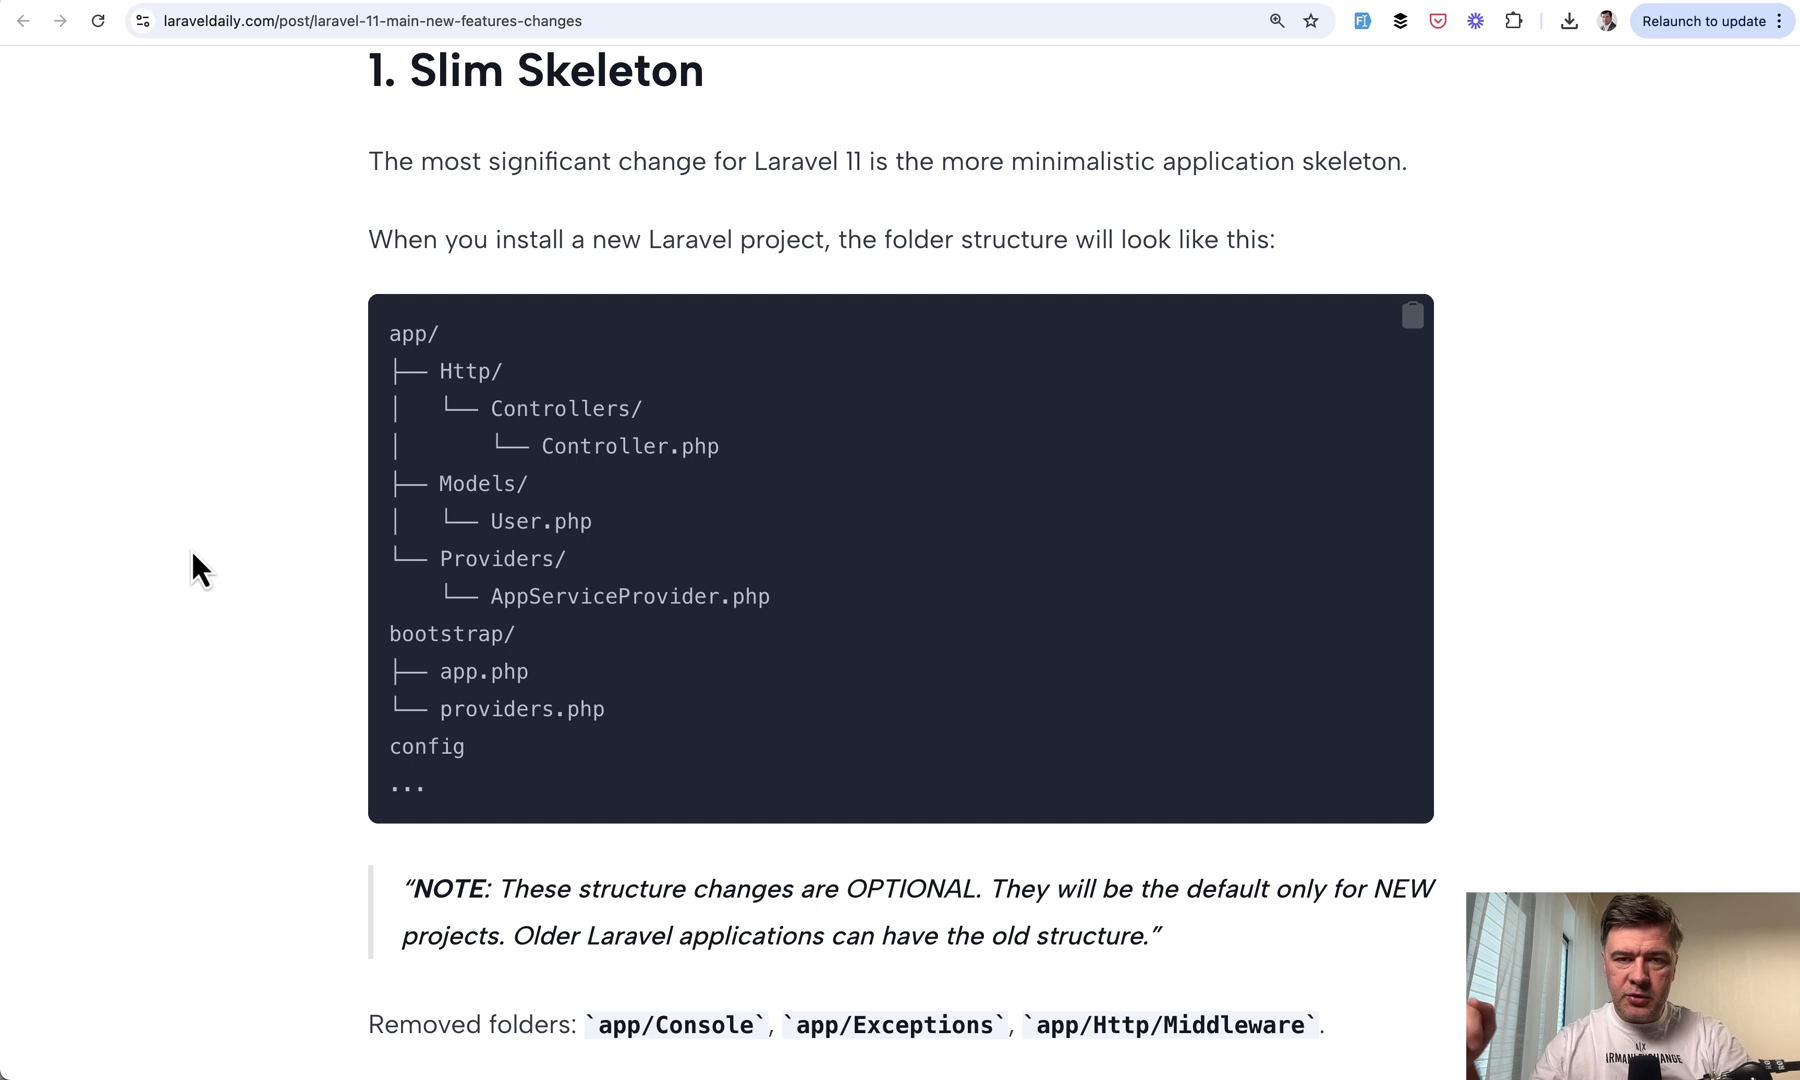 laraveldaily.com/post/laravel-11-main-new-features-changes
Relaunch to update
1. Slim Skeleton
The most significant change for Laravel 11 is the more minimalistic application skeleton.
When you install a new Laravel project, the folder structure will look like this:
app/
├── Http/
│   └── Controllers/
│       └── Controller.php
├── Models/
│   └── User.php
└── Providers/
    └── AppServiceProvider.php
bootstrap/
├── app.php
└── providers.php
config
...
“NOTE: These structure changes are OPTIONAL. They will be the default only for NEW
projects. Older Laravel applications can have the old structure.”
Removed folders: `app/Console`, `app/Exceptions`, `app/Http/Middleware`.
A|X